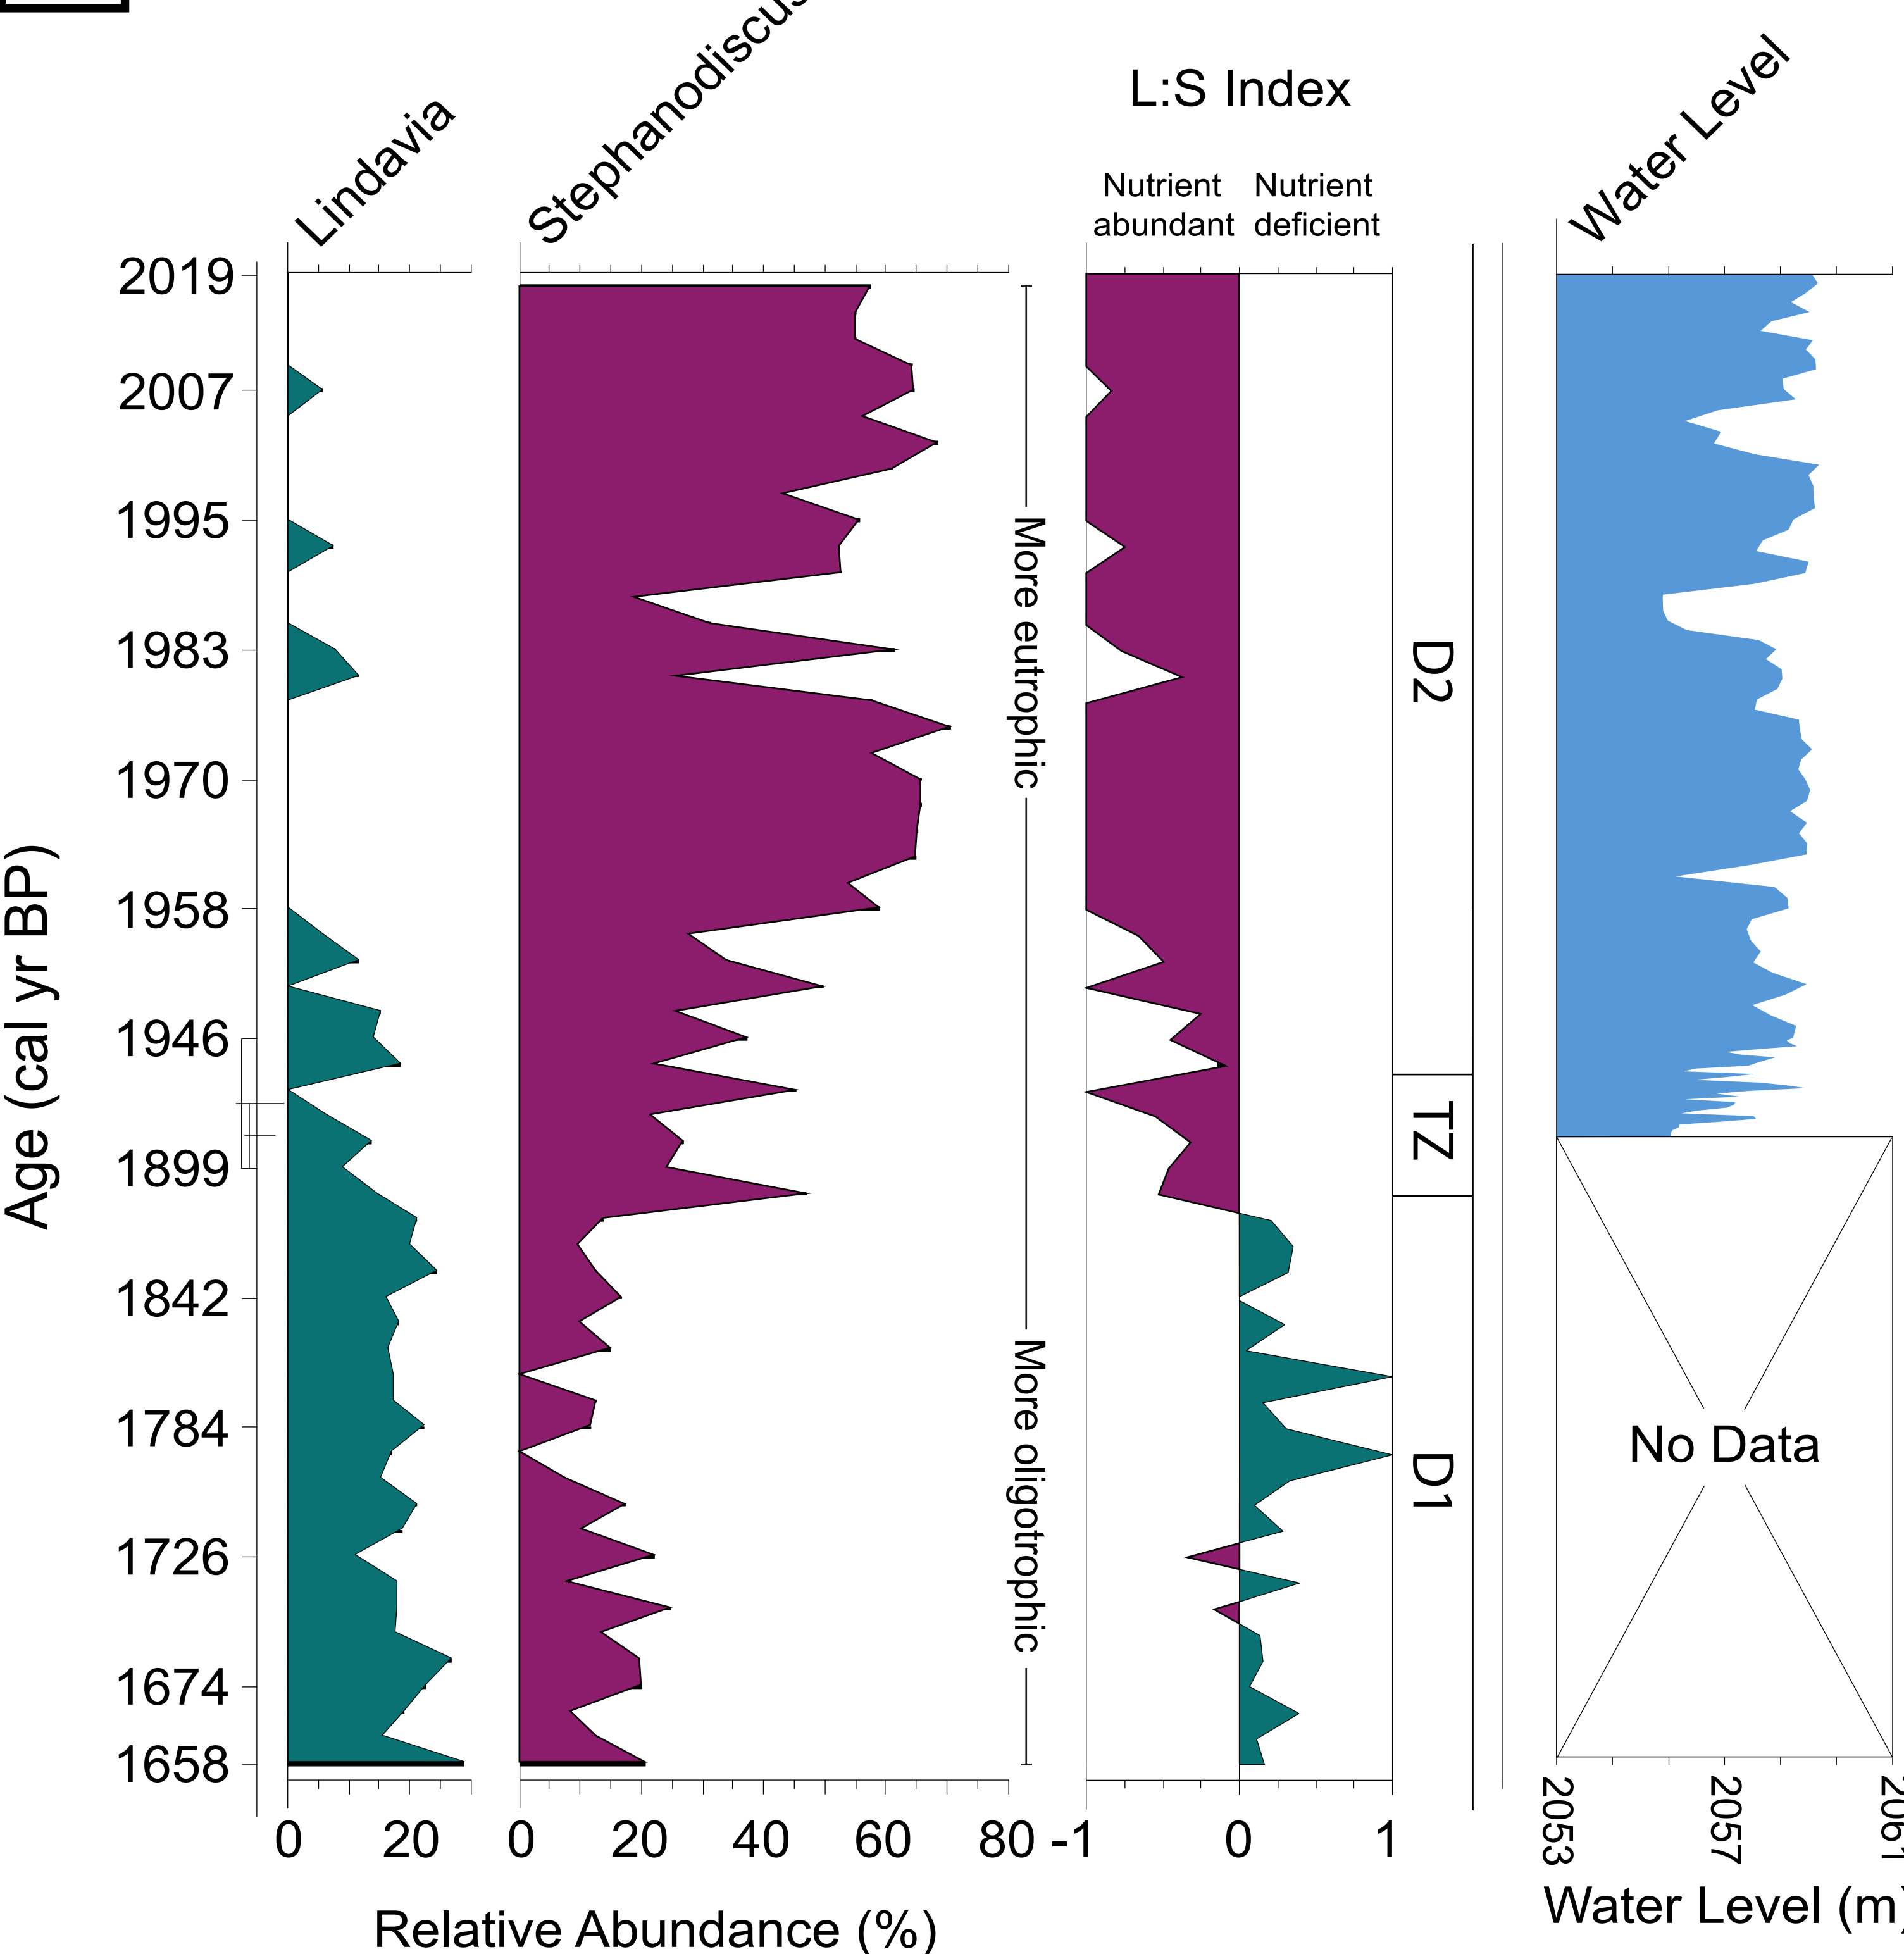 Lindavia
Stephanodiscus
L:S Index
Nutrient abundant
Nutrient deficient
Water Level
Age (cal yr BP)
2019
2007
1995
1983
1970
1958
1946
1899
1842
1784
1726
1674
1658
More eutrophic
More oligotrophic
D2
TZ
D1
No Data
0 20
0 20 40 60 80
-1 0 1
2053 2057 2061
Relative Abundance (%)
Water Level (m)